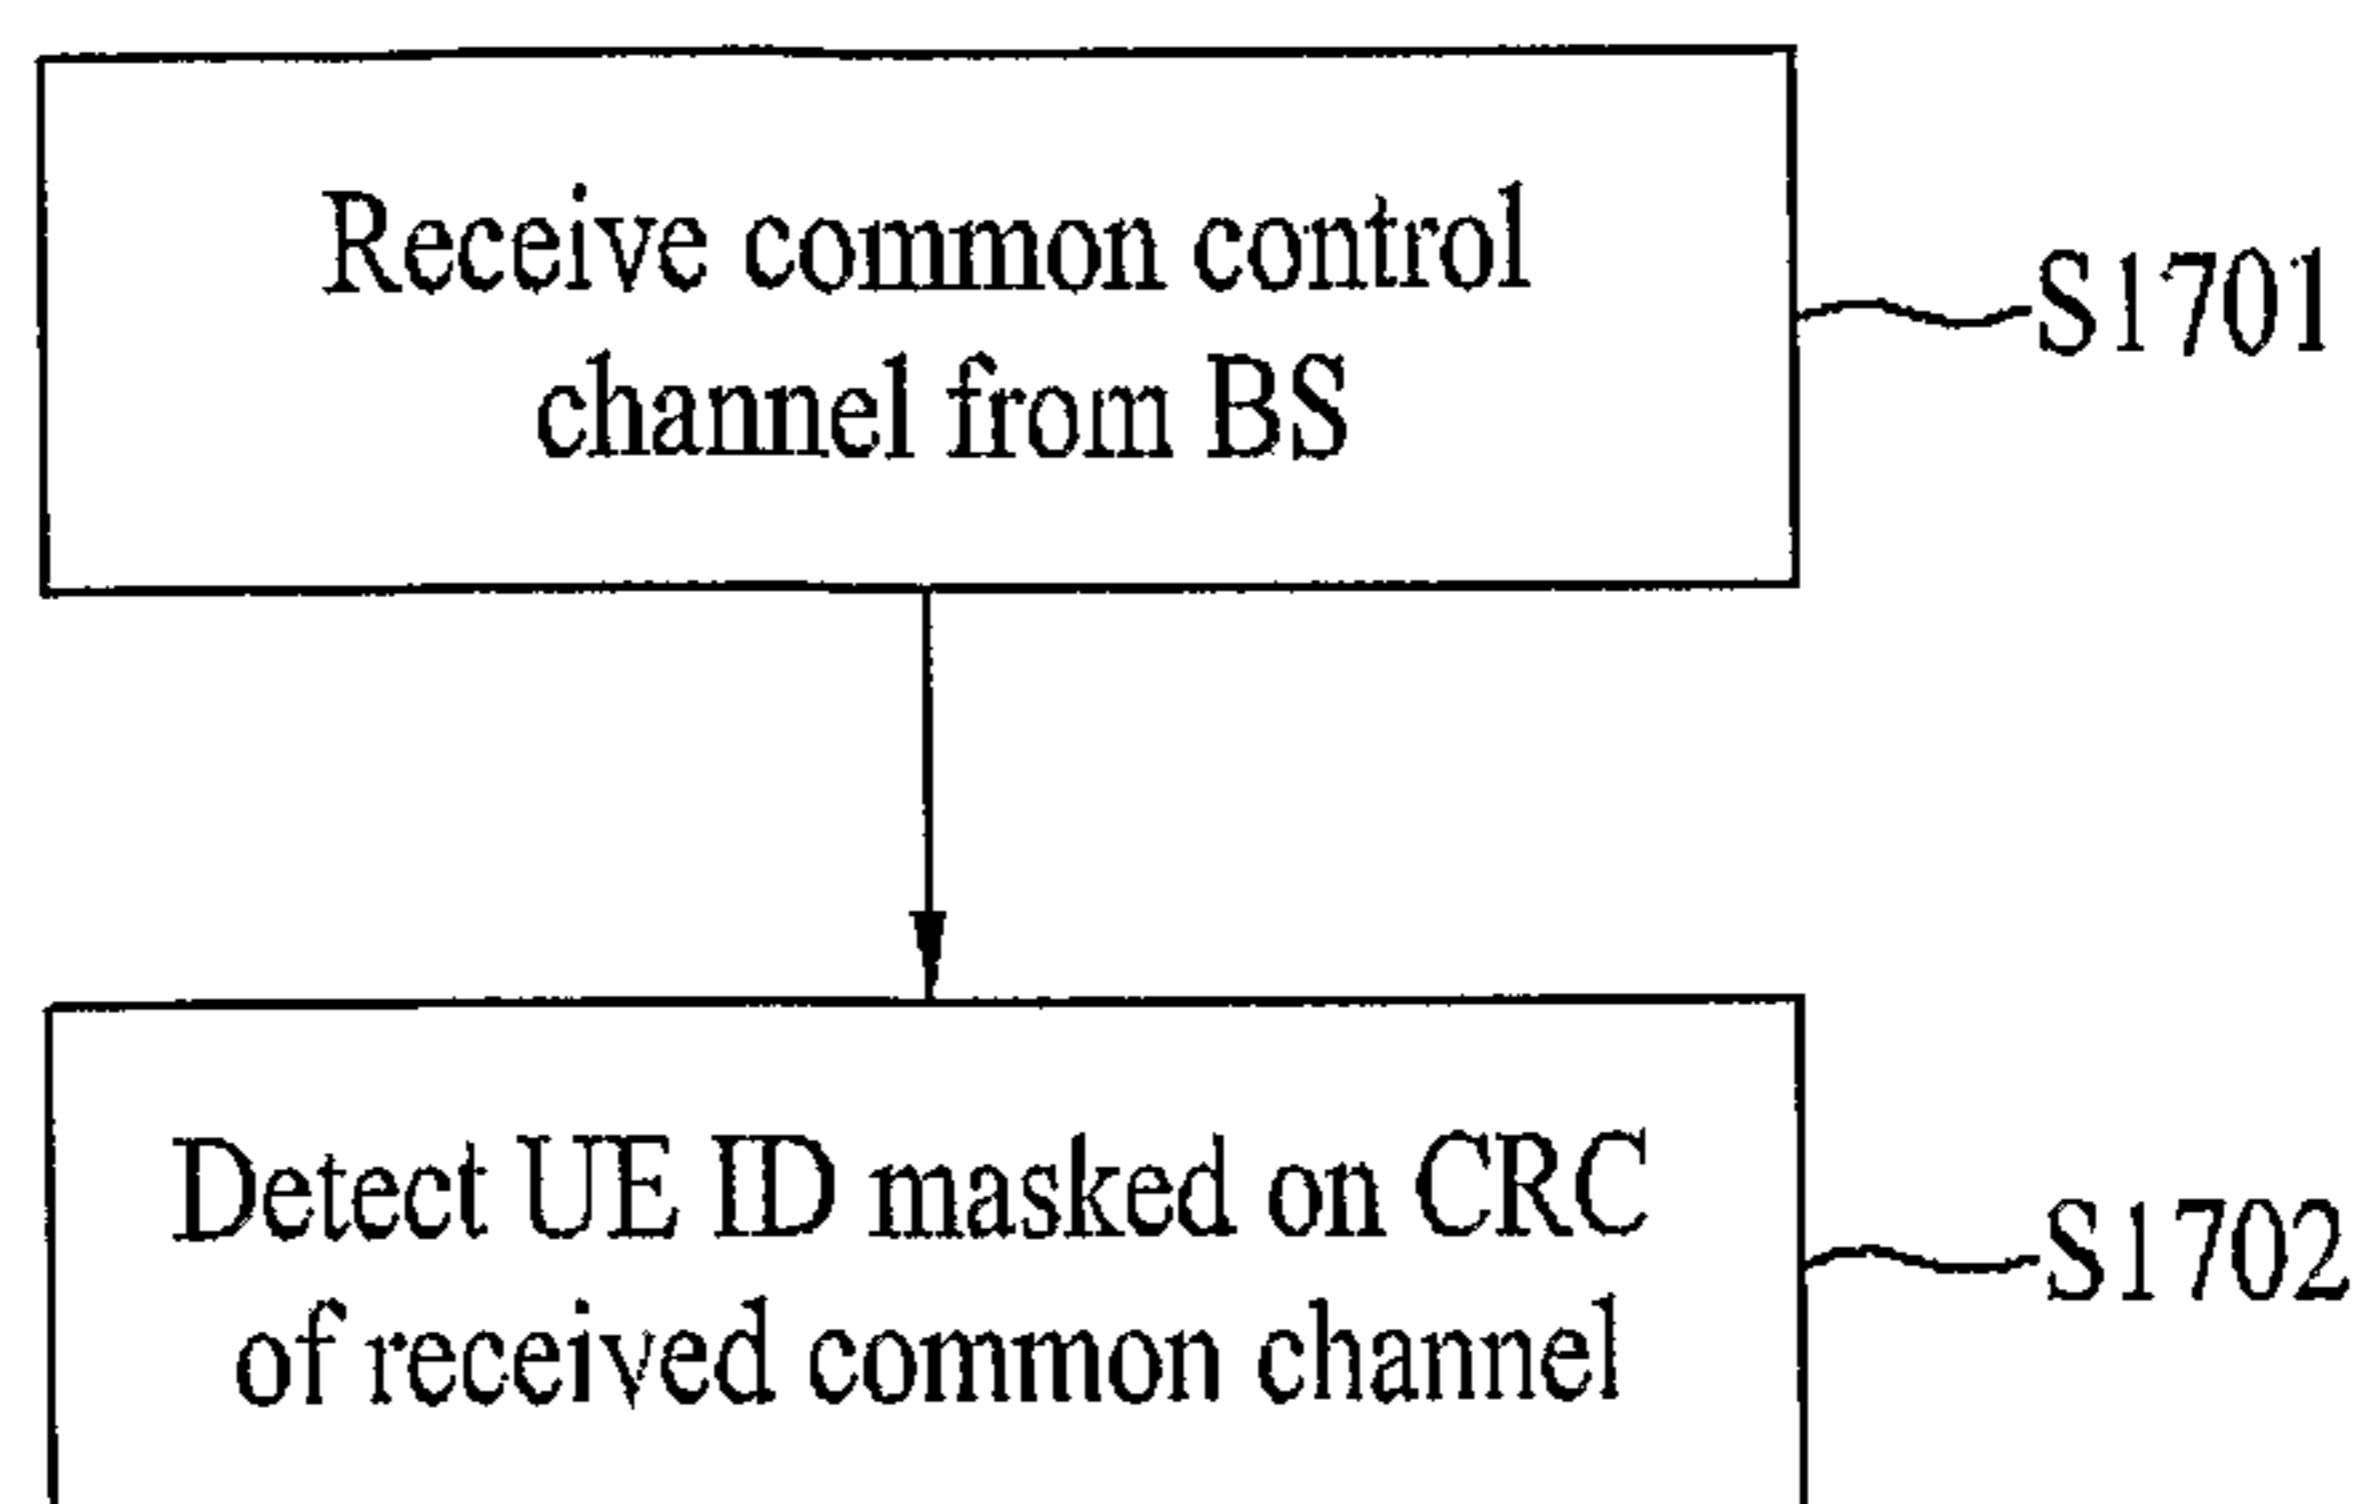 Receive common control
channel from BS
S1701
Detect UE ID masked on CRC
of received common channel
S1702